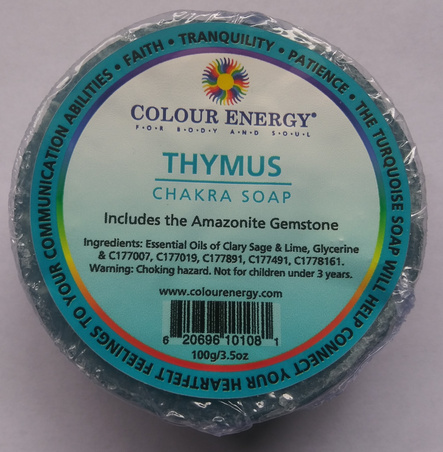 FAITH • TRANQUILITY • PATIENCE • THE TURQUOISE SOAP WILL HELP CONNECT YOUR HEARTFELT FEELINGS TO YOUR COMMUNICATION ABILITIES •
COLOUR ENERGY®
FOR BODY AND SOUL
THYMUS
CHAKRA SOAP
Includes the Amazonite Gemstone
Ingredients: Essential Oils of Clary Sage & Lime, Glycerine
& C177007, C177019, C177891, C177491, C1778161.
Warning: Choking hazard. Not for children under 3 years.
www.colourenergy.com
6 20696 10108 1
100g/3.5oz